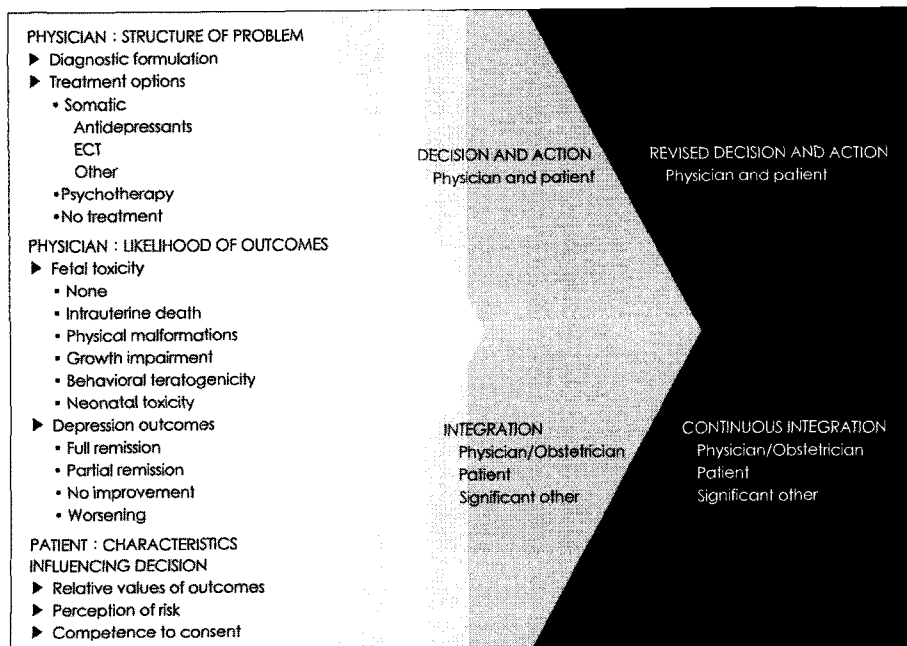 PHYSICIAN : STRUCTURE OF PROBLEM
▶ Diagnostic formulation
▶ Treatment options
• Somatic
Antidepressants
ECT
Other
•Psychotherapy
•No treatment
PHYSICIAN : LIKELIHOOD OF OUTCOMES
▶ Fetal toxicity
▪ None
▪ Intrauterine death
▪ Physical malformations
▪ Growth impairment
▪ Behavioral teratogenicity
▪ Neonatal toxicity
▶ Depression outcomes
▪ Full remission
▪ Partial remission
▪ No improvement
▪ Worsening
PATIENT : CHARACTERISTICS
INFLUENCING DECISION
▶ Relative values of outcomes
▶ Perception of risk
▶ Competence to consent
DECISION AND ACTION
Physician and patient
INTEGRATION
Physician/Obstetrician
Patient
Significant other
REVISED DECISION AND ACTION
Physician and patient
CONTINUOUS INTEGRATION
Physician/Obstetrician
Patient
Significant other